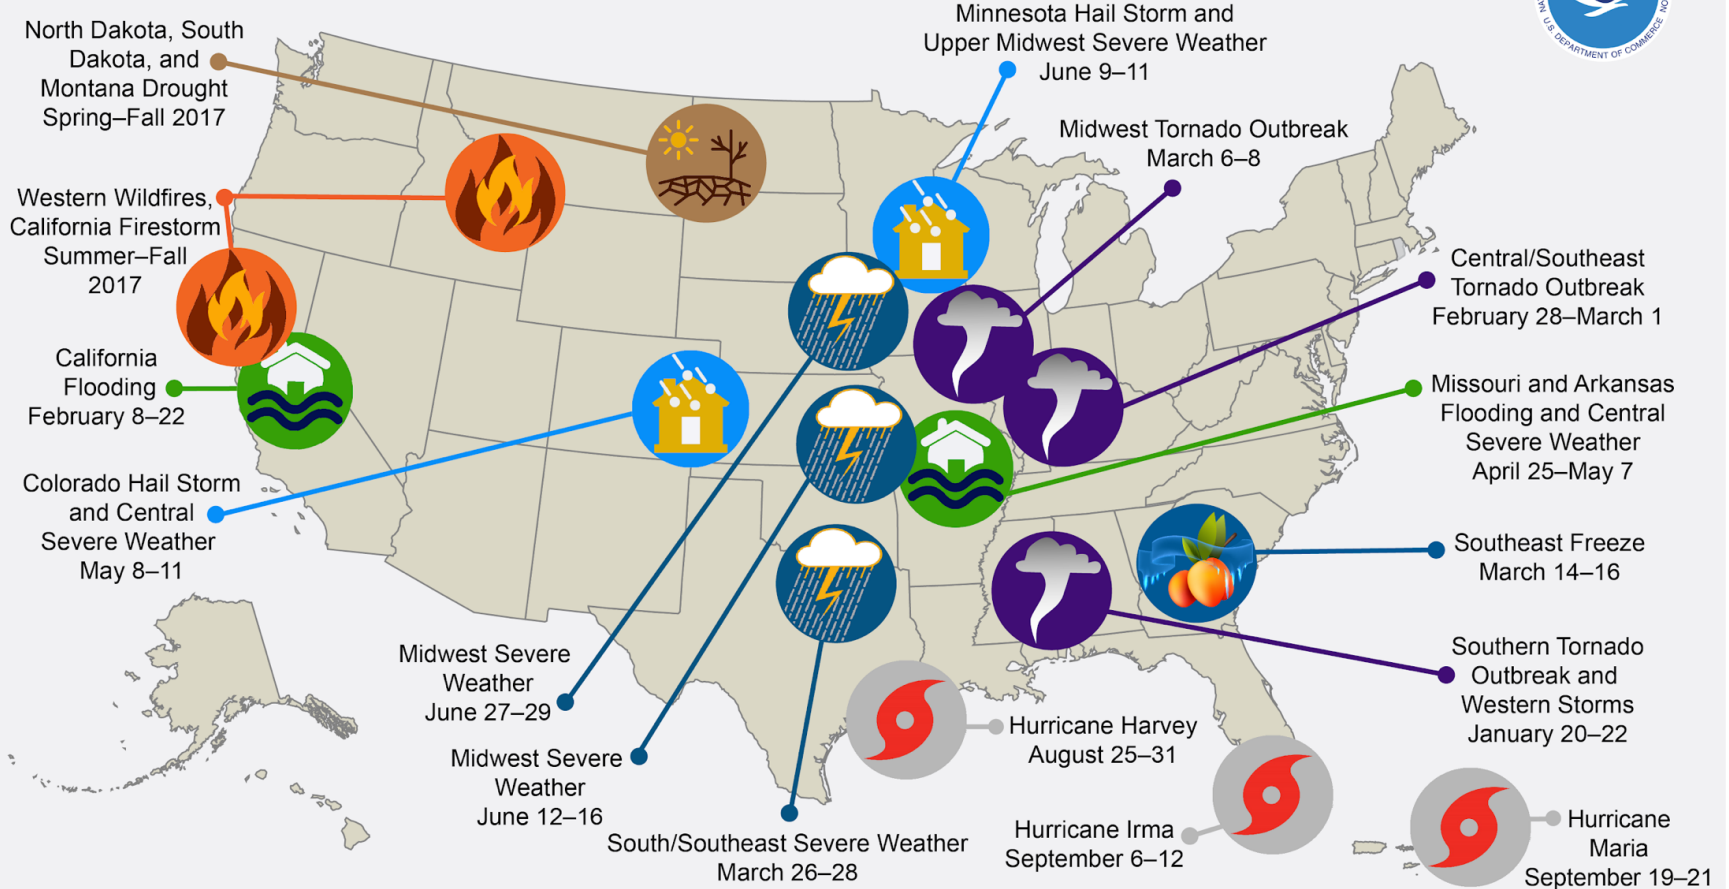 North Dakota, South
Dakota, and
Montana Drought
Spring–Fall 2017
Minnesota Hail Storm and
Upper Midwest Severe Weather
June 9–11
U.S. DEPARTMENT OF COMMERCE
Midwest Tornado Outbreak
March 6–8
Western Wildfires,
California Firestorm
Summer–Fall
2017
Central/Southeast
Tornado Outbreak
February 28–March 1
California
Flooding
February 8–22
Missouri and Arkansas
Flooding and Central
Severe Weather
April 25–May 7
Colorado Hail Storm
and Central
Severe Weather
May 8–11
Southeast Freeze
March 14–16
Midwest Severe
Weather
June 27–29
Southern Tornado
Outbreak and
Western Storms
January 20–22
Hurricane Harvey
August 25–31
Midwest Severe
Weather
June 12–16
South/Southeast Severe Weather
March 26–28
Hurricane Irma
September 6–12
Hurricane
Maria
September 19–21